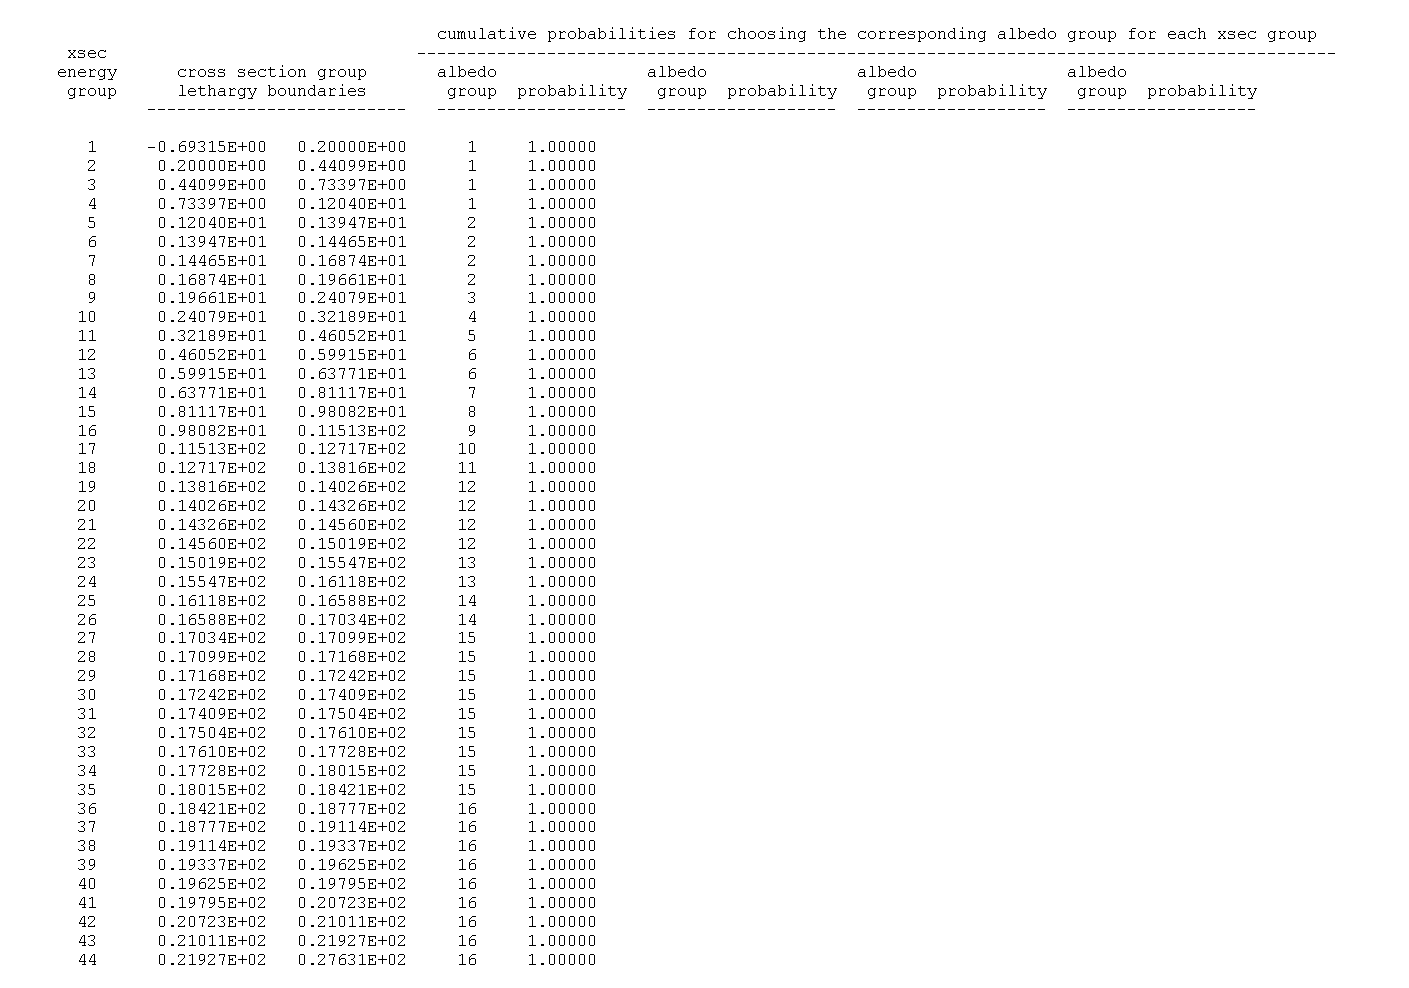 cumulative probabilities for choosing the corresponding albedo group for each xsec group
xsec --------------------------------------------------------------------------------------------
energy cross section group albedo albedo albedo albedo
group lethargy boundaries group probability group probability group probability group probability
-------------------------- ------------------- ------------------- ------------------- -------------------
1 -0.69315E+00 0.20000E+00 1 1.00000
2 0.20000E+00 0.44099E+00 1 1.00000
3 0.44099E+00 0.73397E+00 1 1.00000
4 0.73397E+00 0.12040E+01 1 1.00000
5 0.12040E+01 0.13947E+01 2 1.00000
6 0.13947E+01 0.14465E+01 2 1.00000
7 0.14465E+01 0.16874E+01 2 1.00000
8 0.16874E+01 0.19661E+01 2 1.00000
9 0.19661E+01 0.24079E+01 3 1.00000
10 0.24079E+01 0.32189E+01 4 1.00000
11 0.32189E+01 0.46052E+01 5 1.00000
12 0.46052E+01 0.59915E+01 6 1.00000
13 0.59915E+01 0.63771E+01 6 1.00000
14 0.63771E+01 0.81117E+01 7 1.00000
15 0.81117E+01 0.98082E+01 8 1.00000
16 0.98082E+01 0.11513E+02 9 1.00000
17 0.11513E+02 0.12717E+02 10 1.00000
18 0.12717E+02 0.13816E+02 11 1.00000
19 0.13816E+02 0.14026E+02 12 1.00000
20 0.14026E+02 0.14326E+02 12 1.00000
21 0.14326E+02 0.14560E+02 12 1.00000
22 0.14560E+02 0.15019E+02 12 1.00000
23 0.15019E+02 0.15547E+02 13 1.00000
24 0.15547E+02 0.16118E+02 13 1.00000
25 0.16118E+02 0.16588E+02 14 1.00000
26 0.16588E+02 0.17034E+02 14 1.00000
27 0.17034E+02 0.17099E+02 15 1.00000
28 0.17099E+02 0.17168E+02 15 1.00000
29 0.17168E+02 0.17242E+02 15 1.00000
30 0.17242E+02 0.17409E+02 15 1.00000
31 0.17409E+02 0.17504E+02 15 1.00000
32 0.17504E+02 0.17610E+02 15 1.00000
33 0.17610E+02 0.17728E+02 15 1.00000
34 0.17728E+02 0.18015E+02 15 1.00000
35 0.18015E+02 0.18421E+02 15 1.00000
36 0.18421E+02 0.18777E+02 16 1.00000
37 0.18777E+02 0.19114E+02 16 1.00000
38 0.19114E+02 0.19337E+02 16 1.00000
39 0.19337E+02 0.19625E+02 16 1.00000
40 0.19625E+02 0.19795E+02 16 1.00000
41 0.19795E+02 0.20723E+02 16 1.00000
42 0.20723E+02 0.21011E+02 16 1.00000
43 0.21011E+02 0.21927E+02 16 1.00000
44 0.21927E+02 0.27631E+02 16 1.00000